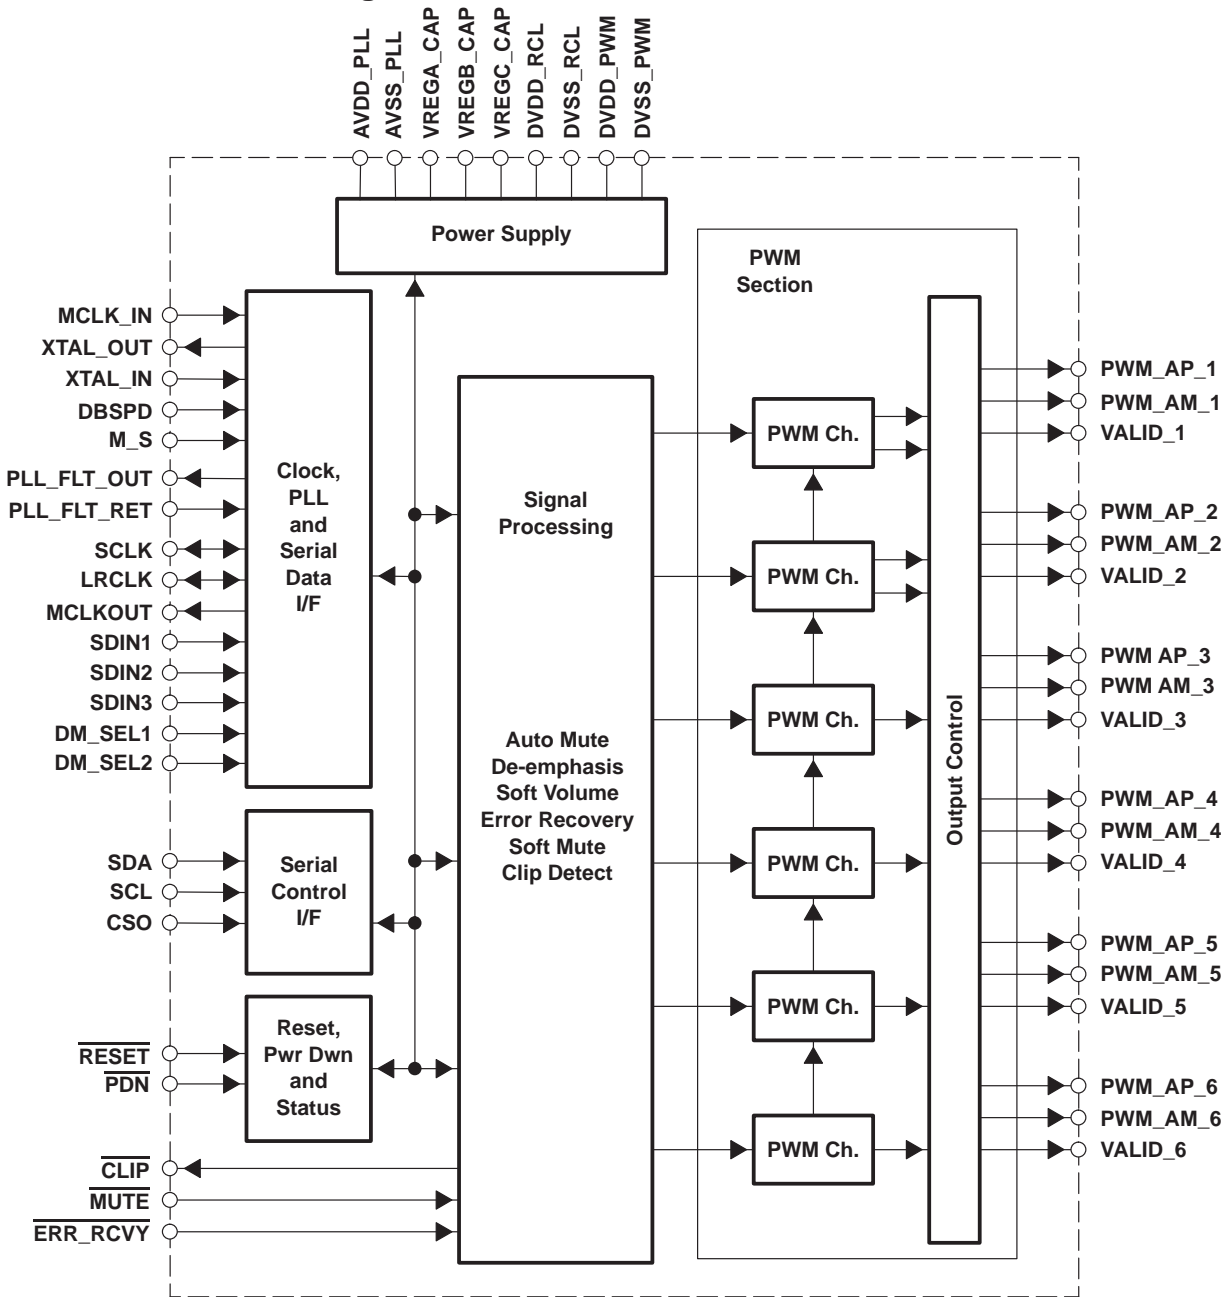 AVDD_PLL
AVSS_PLL
VREGA_CAP
VREGB_CAP
VREGC_CAP
DVDD_RCL
DVSS_RCL
DVDD_PWM
DVSS_PWM
Power Supply
PWM
Section
MCLK_IN
XTAL_OUT
XTAL_IN
DBSPD
M_S
PLL_FLT_OUT
PLL_FLT_RET
SCLK
LRCLK
MCLKOUT
SDIN1
SDIN2
SDIN3
DM_SEL1
DM_SEL2
Clock,
PLL
and
Serial
Data
I/F
SDA
SCL
CSO
Serial
Control
I/F
RESET
PDN
Reset,
Pwr Dwn
and
Status
CLIP
MUTE
ERR_RCVY
Signal
Processing
Auto Mute
De-emphasis
Soft Volume
Error Recovery
Soft Mute
Clip Detect
PWM Ch.
PWM Ch.
PWM Ch.
PWM Ch.
PWM Ch.
PWM Ch.
Output Control
PWM_AP_1
PWM_AM_1
VALID_1
PWM_AP_2
PWM_AM_2
VALID_2
PWM AP_3
PWM AM_3
VALID_3
PWM_AP_4
PWM_AM_4
VALID_4
PWM_AP_5
PWM_AM_5
VALID_5
PWM_AP_6
PWM_AM_6
VALID_6